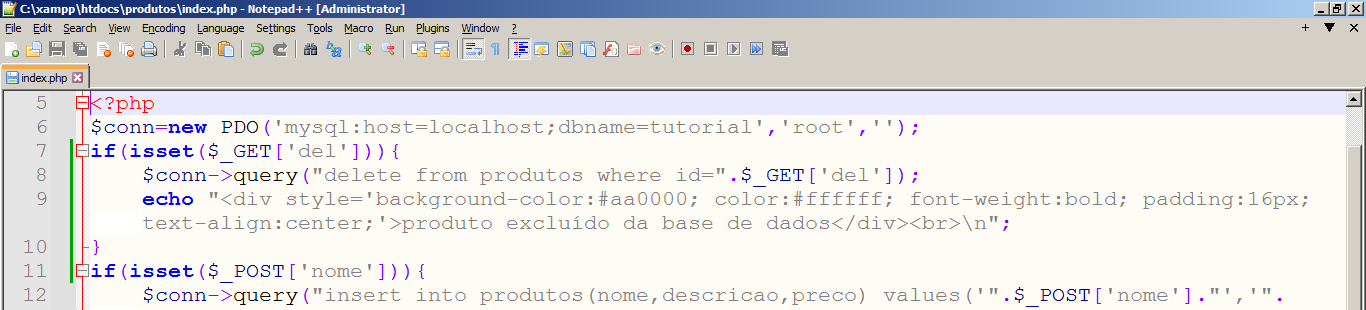 C:\xampp\htdocs\produtos\index.php - Notepad++ [Administrator]
File Edit Search View Encoding Language Settings Tools Macro Run Plugins Window ? + ▼ X
index.php
5 <?php
6 $conn=new PDO('mysql:host=localhost;dbname=tutorial','root','');
7 if(isset($_GET['del'])){
8 $conn->query("delete from produtos where id=".$_GET['del']);
9 echo "<div style='background-color:#aa0000; color:#ffffff; font-weight:bold; padding:16px;
text-align:center;'>produto excluído da base de dados</div><br>\n";
10 }
11 if(isset($_POST['nome'])){
12 $conn->query("insert into produtos(nome,descricao,preco) values('".$_POST['nome']."','".